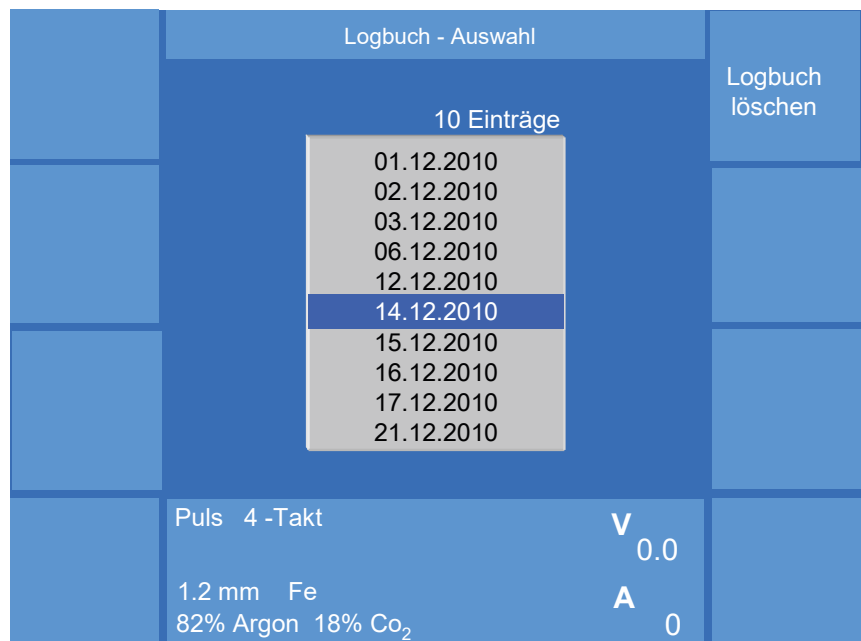 Logbuch - Auswahl
Logbuch
löschen
10 Einträge
01.12.2010
02.12.2010
03.12.2010
06.12.2010
12.12.2010
14.12.2010
15.12.2010
16.12.2010
17.12.2010
21.12.2010
Puls 4 -Takt
V
0.0
1.2 mm Fe
82% Argon 18% Co₂
A
0